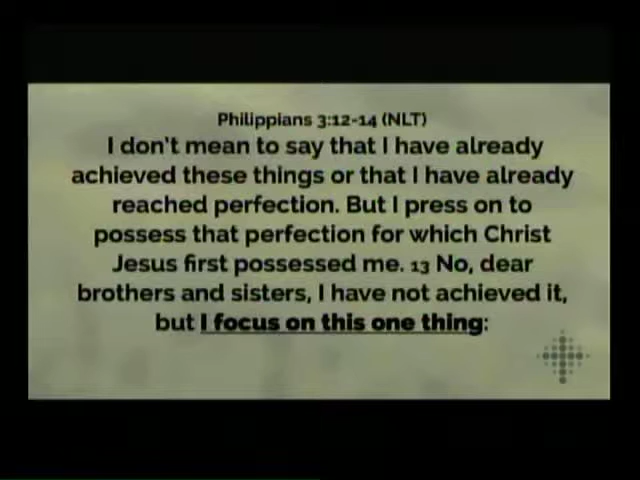 Philippians 3:12-14 (NLT)
I don't mean to say that I have already
achieved these things or that I have already
reached perfection. But I press on to
possess that perfection for which Christ
Jesus first possessed me. 13 No, dear
brothers and sisters, I have not achieved it,
but I focus on this one thing: